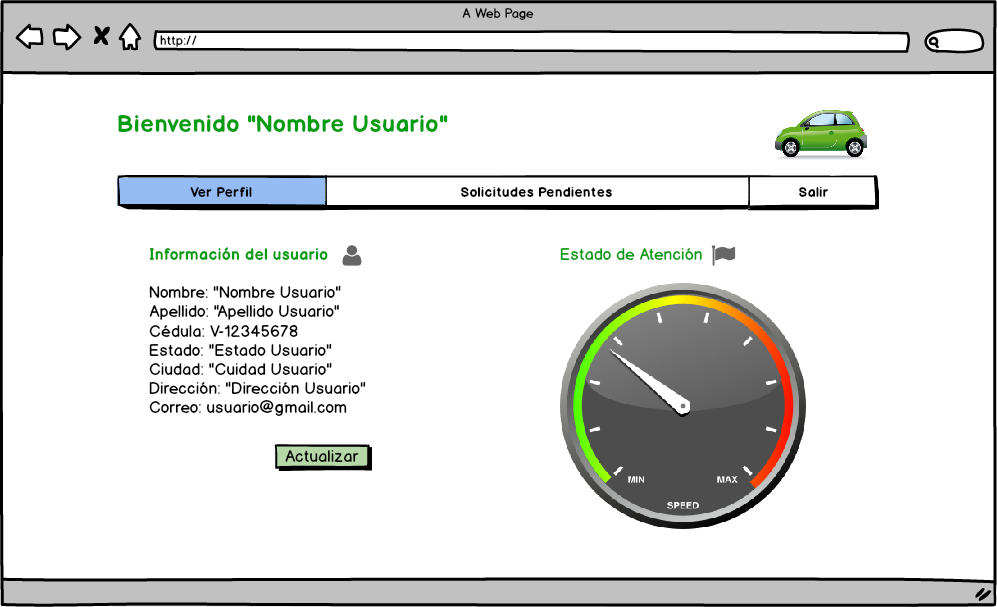 A Web Page
http://
Bienvenido "Nombre Usuario"
Ver Perfil
Solicitudes Pendientes
Salir
Información del usuario
Estado de Atención
Nombre: "Nombre Usuario"
Apellido: "Apellido Usuario"
Cédula: V-12345678
Estado: "Estado Usuario"
Ciudad: "Cuidad Usuario"
Dirección: "Dirección Usuario"
Correo: usuario@gmail.com
Actualizar
MIN
MAX
SPEED